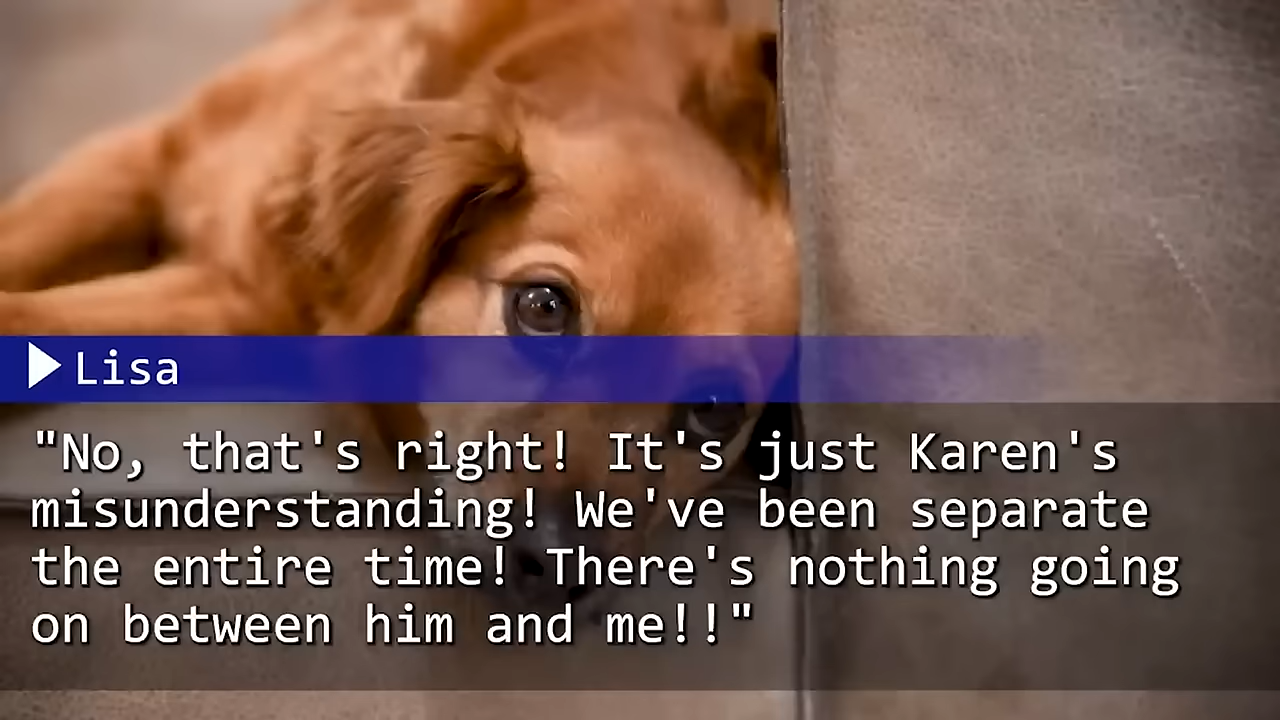 Lisa
"No, that's right! It's just Karen's
misunderstanding! We've been separate
the entire time! There's nothing going
on between him and me!!"